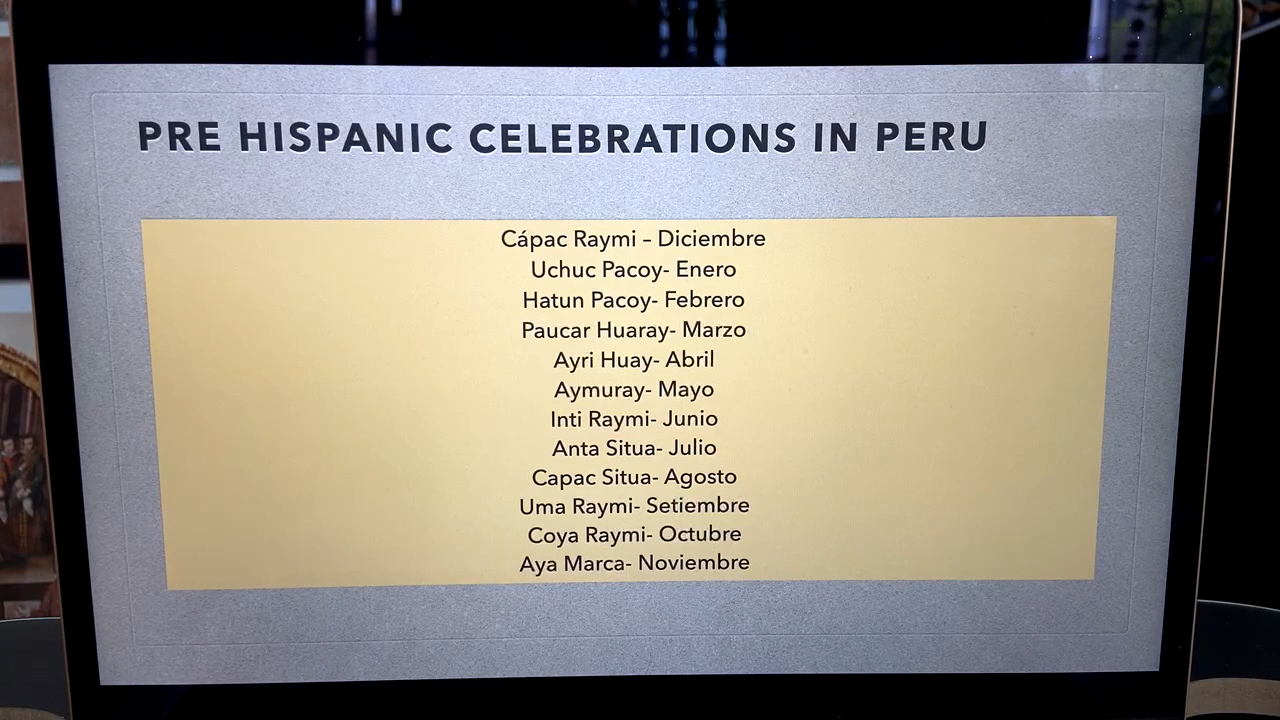 PRE HISPANIC CELEBRATIONS IN PERU
Cápac Raymi – Diciembre
Uchuc Pacoy- Enero
Hatun Pacoy- Febrero
Paucar Huaray- Marzo
Ayri Huay- Abril
Aymuray- Mayo
Inti Raymi- Junio
Anta Situa- Julio
Capac Situa- Agosto
Uma Raymi- Setiembre
Coya Raymi- Octubre
Aya Marca- Noviembre